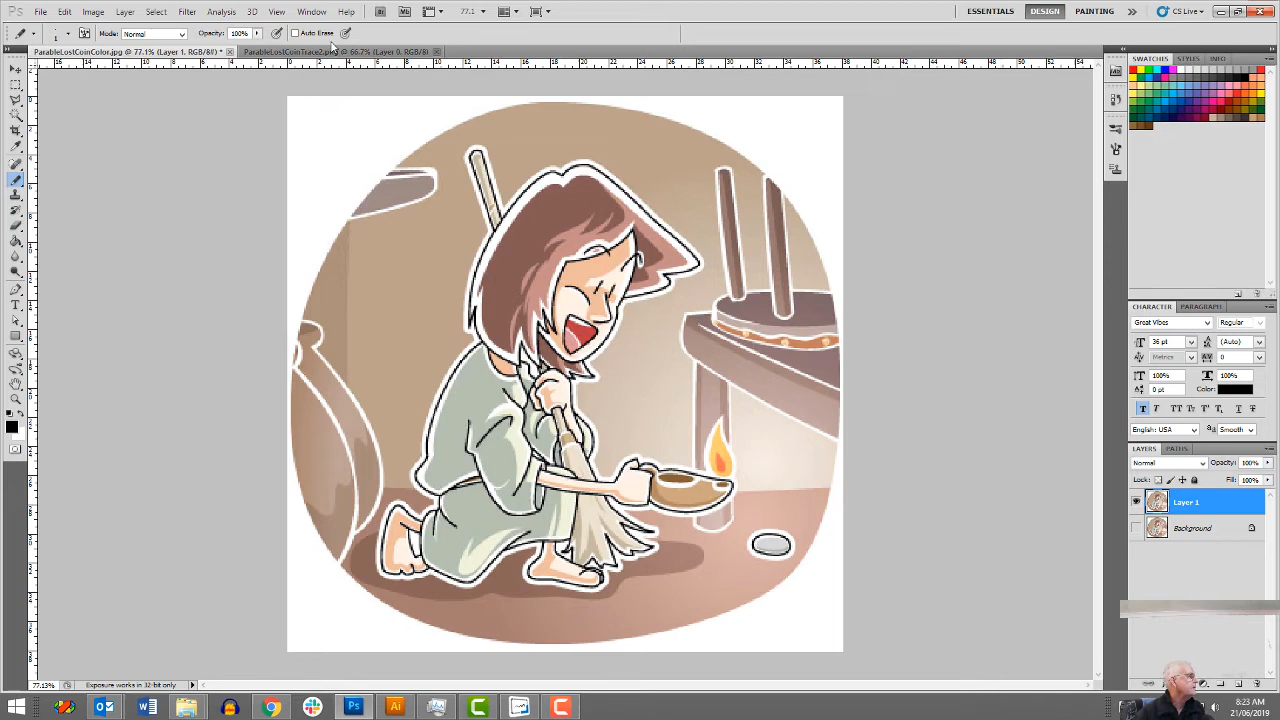 File Edit Image Layer Select Filter Analysis 3D View Window Help 77.1 ESSENTIALS DESIGN PAINTING CS Live
Mode: Normal Opacity: 100% Auto Erase
ParableLostCoinColor.jpg @ 77.1% (Layer 1, RGB/8#) * ParableLostCoinTrace2.png @ 66.7% (Layer 0, RGB/8)
SWATCHES STYLES INFO
CHARACTER PARAGRAPH
Great Vibes Regular
36 pt (Auto)
Metrics 0
100% 100%
0 pt Color:
English: USA Smooth
LAYERS PATHS
Normal Opacity: 100%
Lock: Fill: 100%
Layer 1
Background
77.13% Exposure works in 32-bit only
8:23 AM
21/06/2019